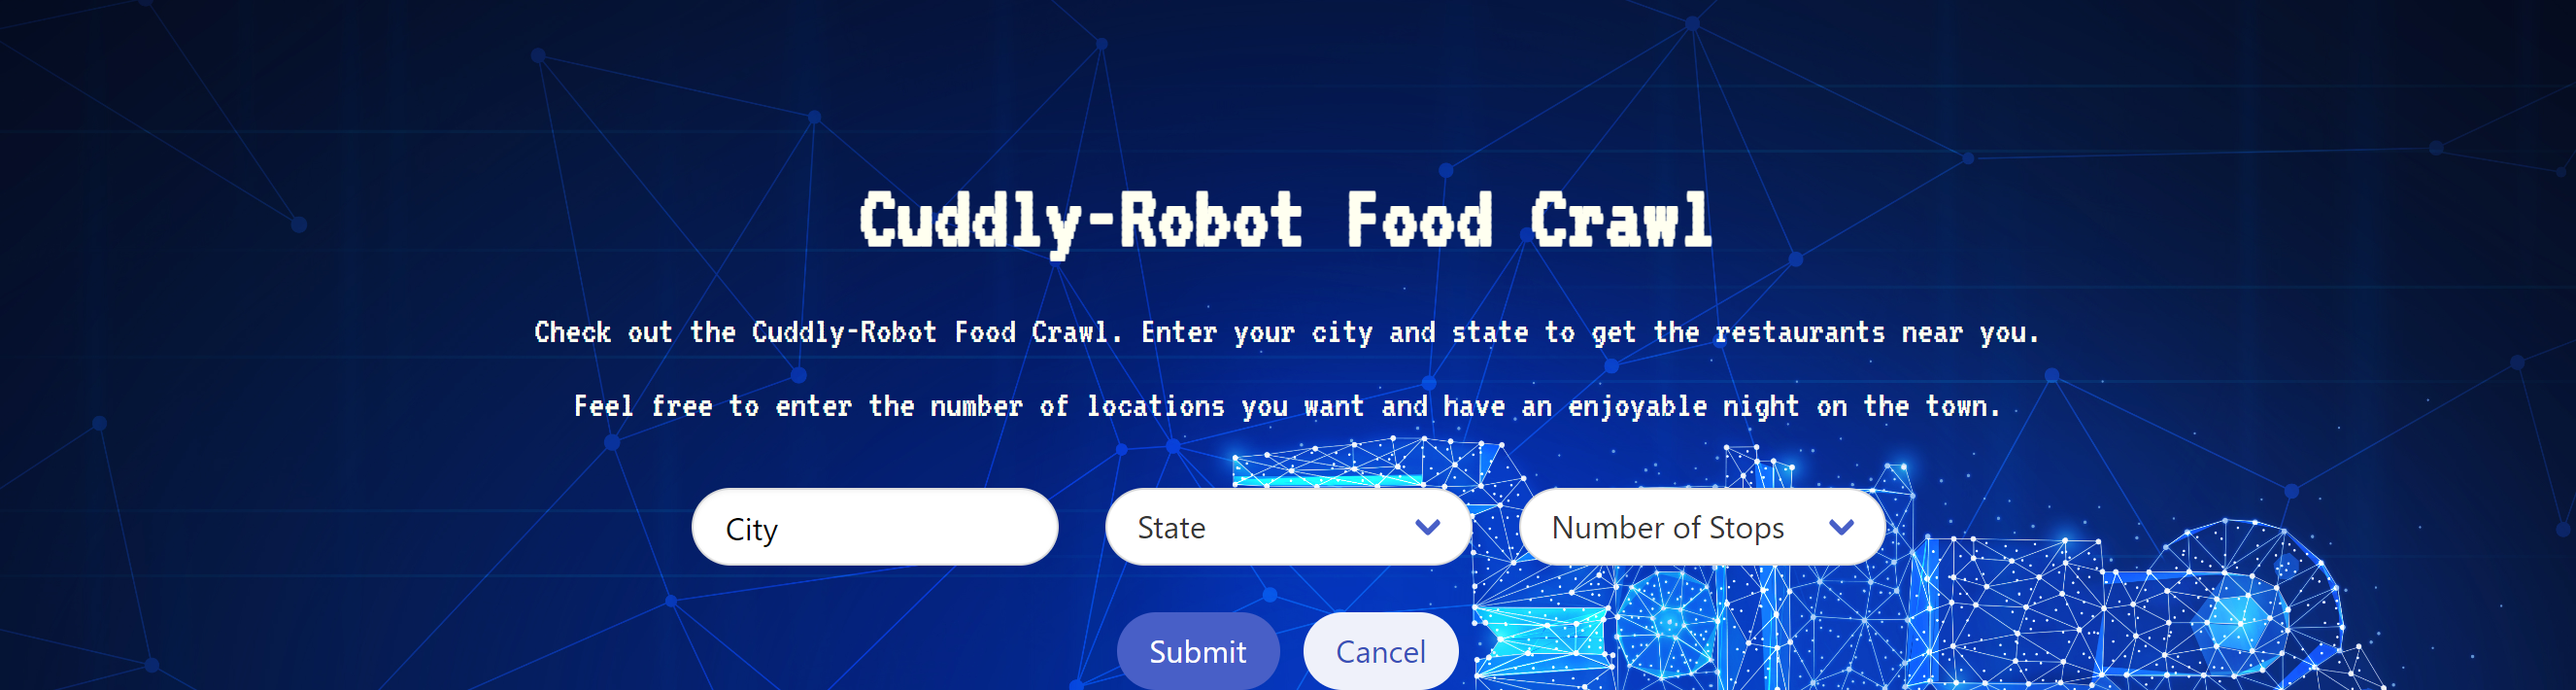 Cuddly-Robot Food Crawl
Check out the Cuddly-Robot Food Crawl. Enter your city and state to get the restaurants near you.
Feel free to enter the number of locations you want and have an enjoyable night on the town.
City State Number of Stops
Submit Cancel